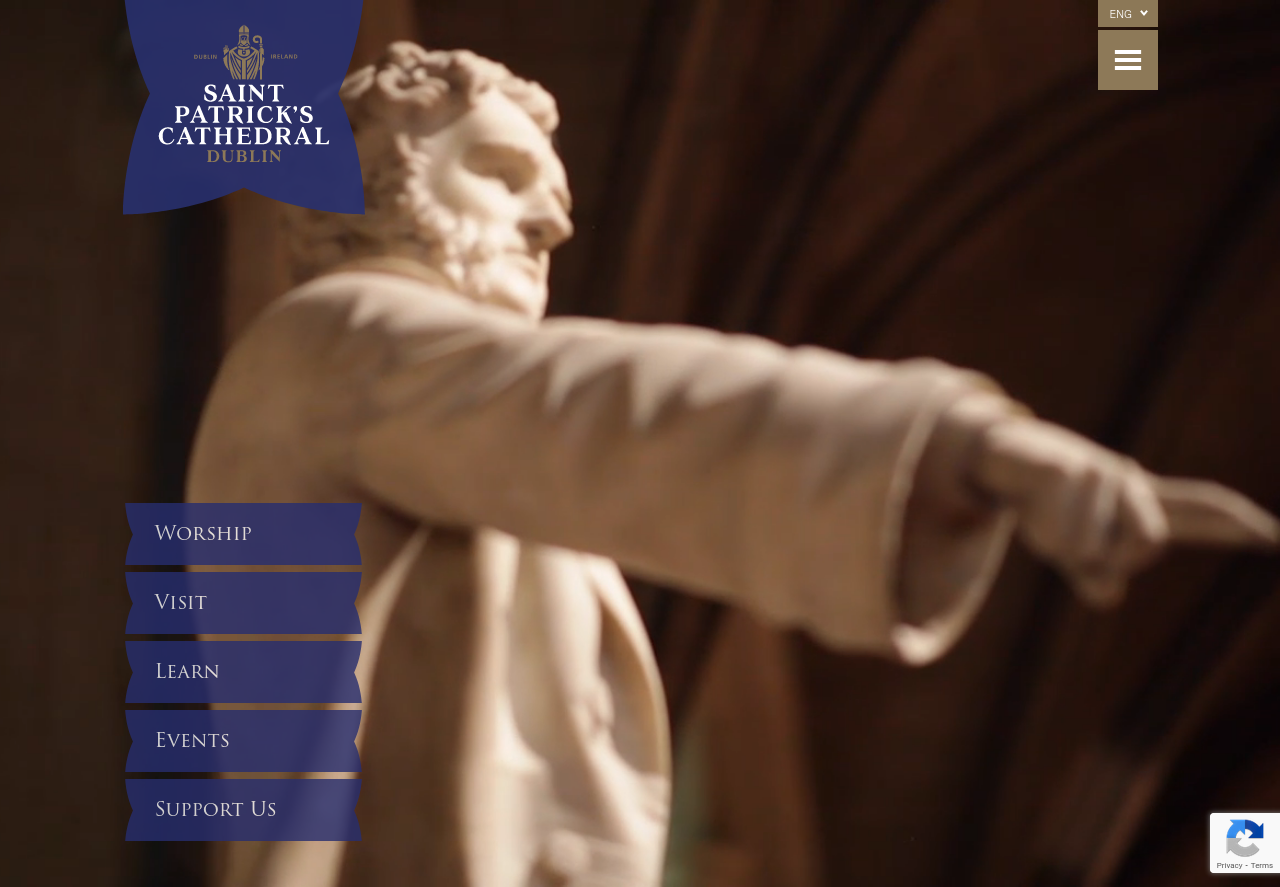 ENG
DUBLIN IRELAND
SAINT
PATRICK'S
CATHEDRAL
DUBLIN
Worship
Visit
Learn
Events
Support Us
Privacy - Terms